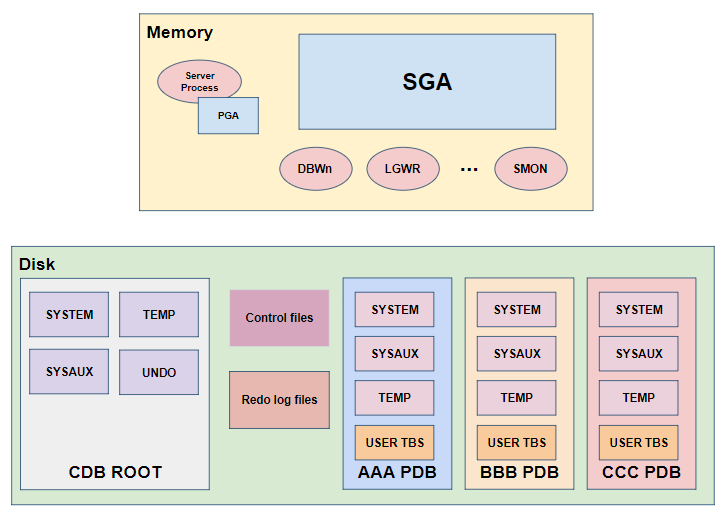 Memory
Server
Process
PGA
SGA
DBWn
LGWR
...
SMON
Disk
SYSTEM
TEMP
SYSAUX
UNDO
CDB ROOT
Control files
Redo log files
SYSTEM
SYSAUX
TEMP
USER TBS
AAA PDB
SYSTEM
SYSAUX
TEMP
USER TBS
BBB PDB
SYSTEM
SYSAUX
TEMP
USER TBS
CCC PDB